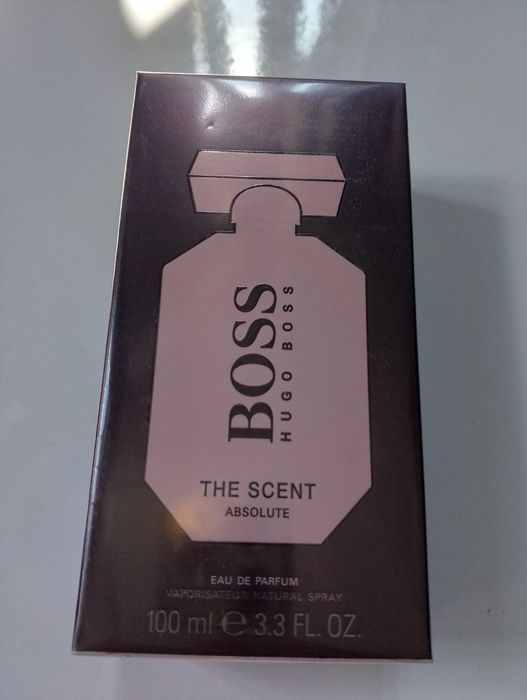 BOSS
HUGO BOSS
THE SCENT
ABSOLUTE
EAU DE PARFUM
VAPORISATEUR NATURAL SPRAY
100 ml ℮ 3.3 FL. OZ.